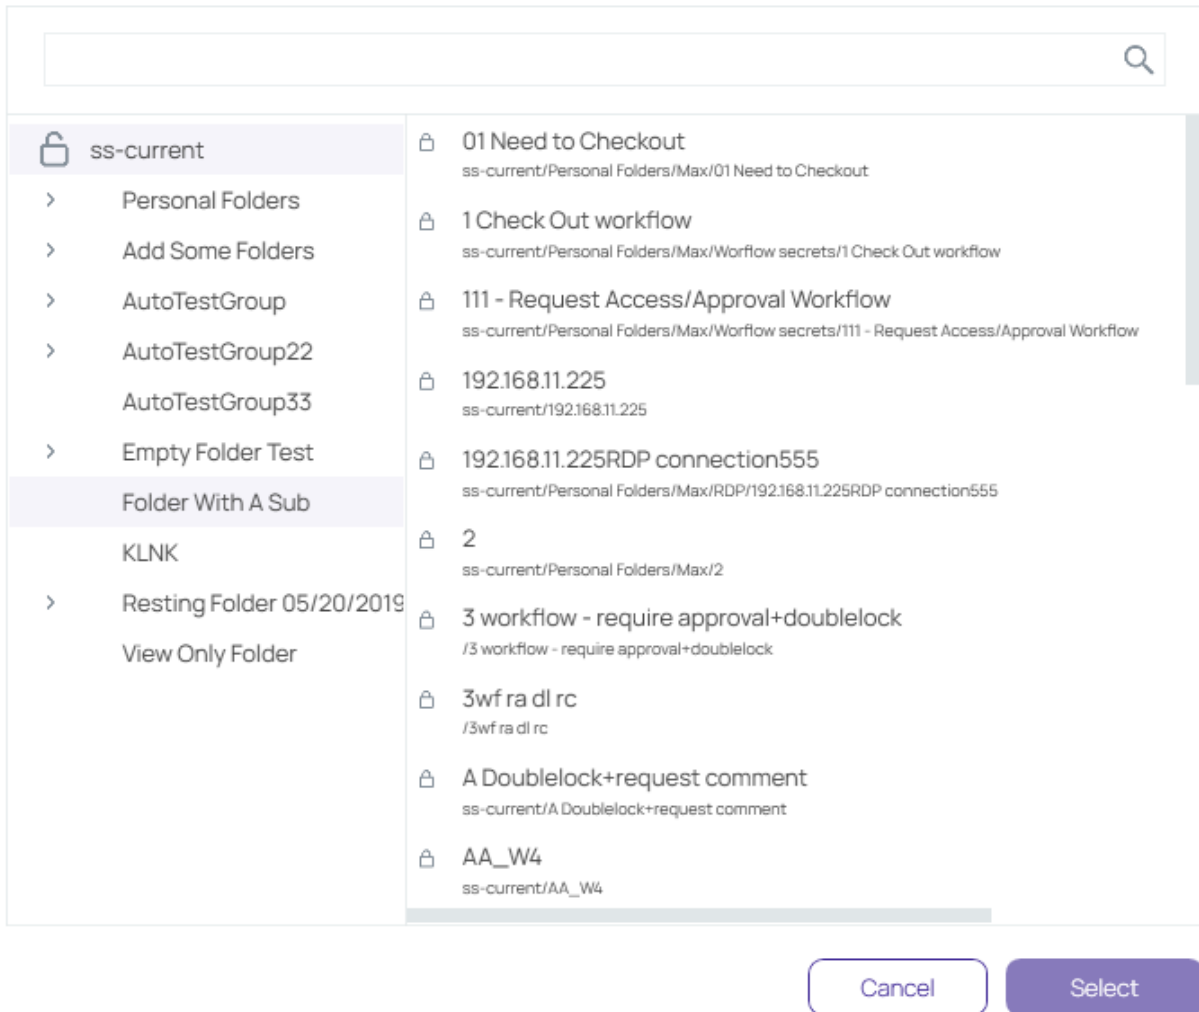 ss-current
Personal Folders
Add Some Folders
AutoTestGroup
AutoTestGroup22
AutoTestGroup33
Empty Folder Test
Folder With A Sub
KLNK
Resting Folder 05/20/2019
View Only Folder
01 Need to Checkout
ss-current/Personal Folders/Max/01 Need to Checkout
1 Check Out workflow
ss-current/Personal Folders/Max/Worflow secrets/1 Check Out workflow
111 - Request Access/Approval Workflow
ss-current/Personal Folders/Max/Worflow secrets/111 - Request Access/Approval Workflow
192.168.11.225
ss-current/192.168.11.225
192.168.11.225RDP connection555
ss-current/Personal Folders/Max/RDP/192.168.11.225RDP connection555
2
ss-current/Personal Folders/Max/2
3 workflow - require approval+doublelock
/3 workflow - require approval+doublelock
3wf ra dl rc
/3wf ra dl rc
A Doublelock+request comment
ss-current/A Doublelock+request comment
AA_W4
ss-current/AA_W4
Cancel
Select